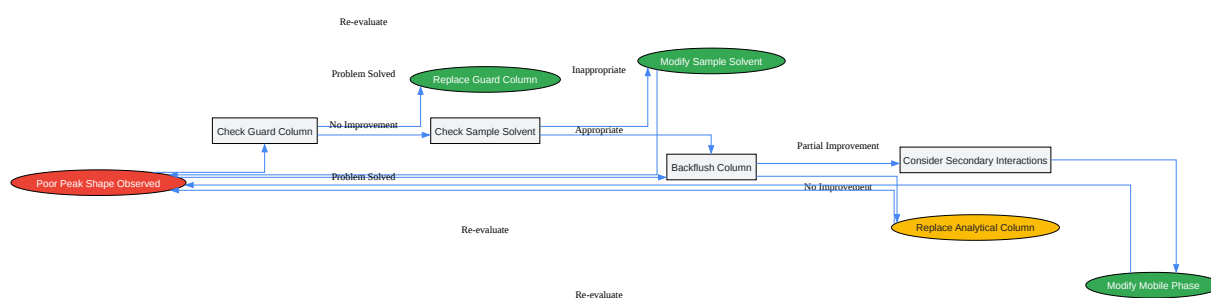 Re-evaluate
Modify Sample Solvent
Problem Solved
Replace Guard Column
Inappropriate
Check Guard Column
No Improvement
Check Sample Solvent
Appropriate
Partial Improvement
Consider Secondary Interactions
Backflush Column
Poor Peak Shape Observed
Problem Solved
No Improvement
Replace Analytical Column
Re-evaluate
Modify Mobile Phase
Re-evaluate